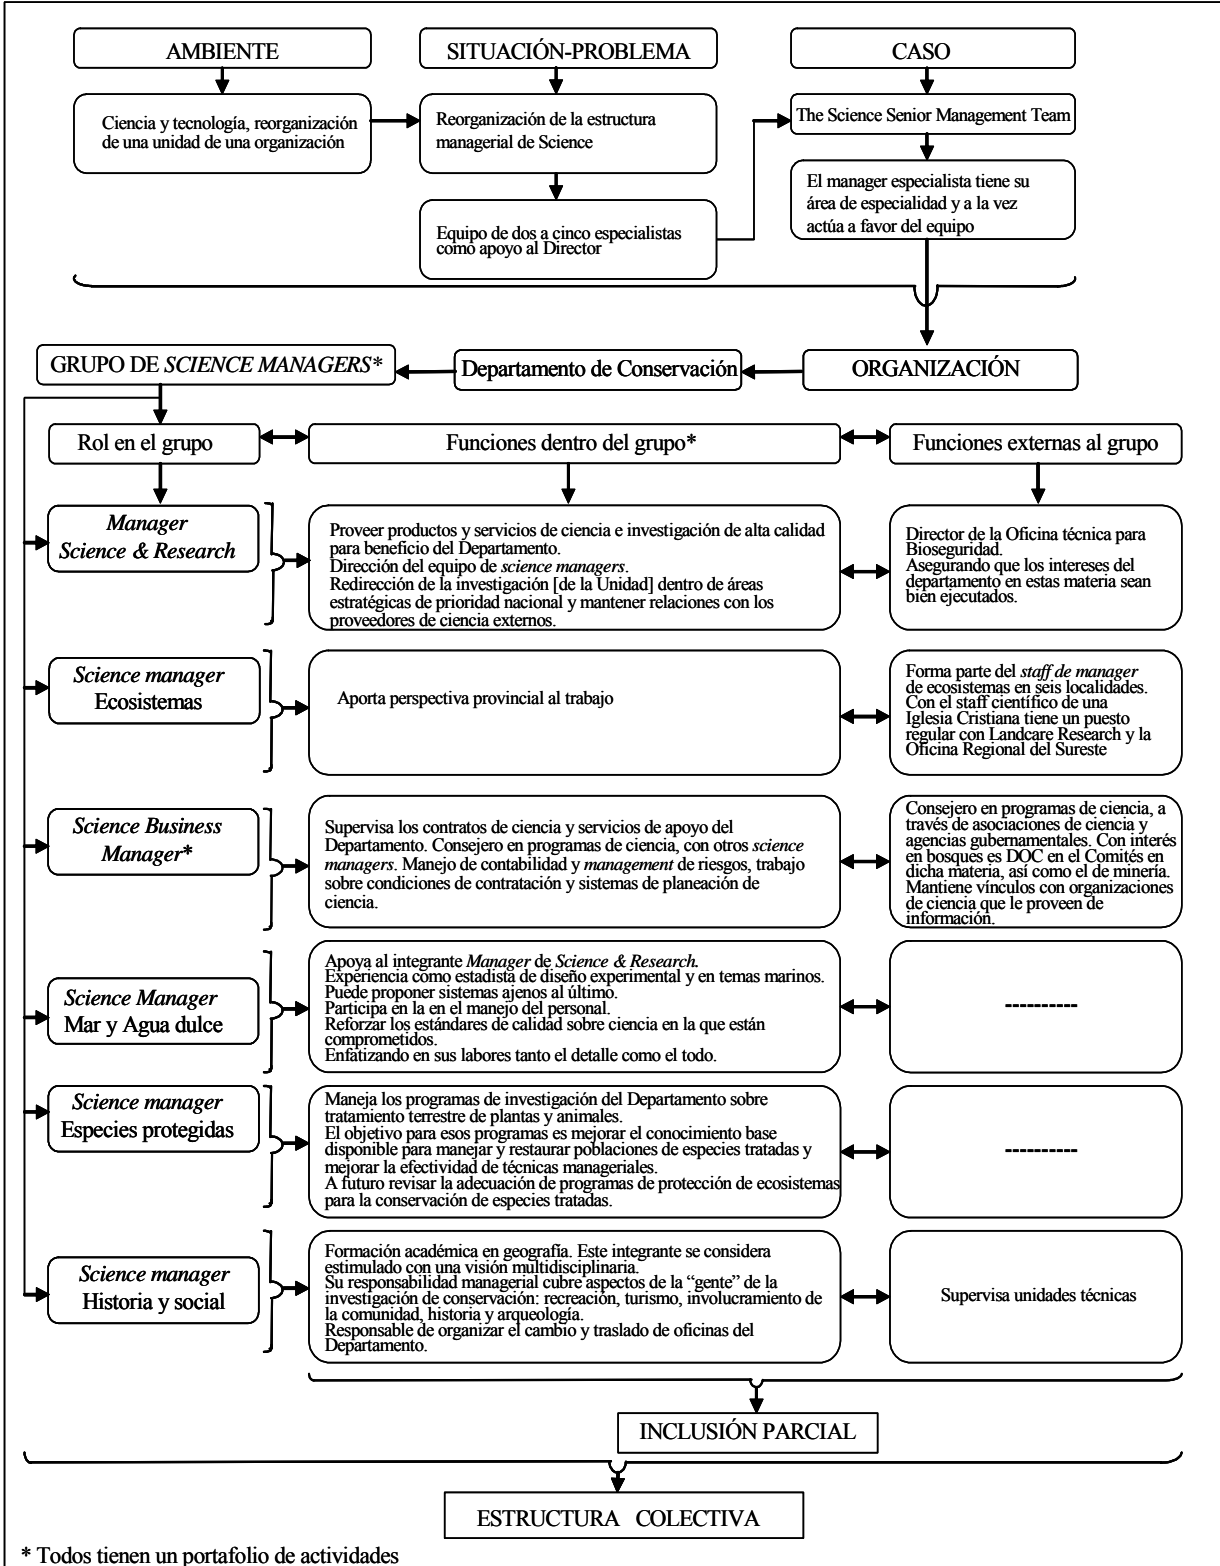 AMBIENTE
SITUACIÓN-PROBLEMA
CASO
Ciencia y tecnología, reorganización
de una unidad de una organización
Reorganización de la estructura
managerial de Science
The Science Senior Management Team
Equipo de dos a cinco especialistas
como apoyo al Director
El manager especialista tiene su
área de especialidad y a la vez
actúa a favor del equipo
GRUPO DE SCIENCE MANAGERS*
Departamento de Conservación
ORGANIZACIÓN
Rol en el grupo
Funciones dentro del grupo*
Funciones externas al grupo
Manager
Science & Research
Proveer productos y servicios de ciencia e investigación de alta calidad
para beneficio del Departamento.
Dirección del equipo de science managers.
Redirección de la investigación [de la Unidad] dentro de áreas
estratégicas de prioridad nacional y mantener relaciones con los
proveedores de ciencia externos.
Director de la Oficina técnica para
Bioseguridad.
Asegurando que los intereses del
departamento en estas materia sean
bien ejecutados.
Science manager
Ecosistemas
Aporta perspectiva provincial al trabajo
Forma parte del staff de manager
de ecosistemas en seis localidades.
Con el staff científico de una
Iglesia Cristiana tiene un puesto
regular con Landcare Research y la
Oficina Regional del Sureste
Science Business
Manager*
Supervisa los contratos de ciencia y servicios de apoyo del
Departamento. Consejero en programas de ciencia, con otros science
managers. Manejo de contabilidad y management de riesgos, trabajo
sobre condiciones de contratación y sistemas de planeación de
ciencia.
Consejero en programas de ciencia, a
través de asociaciones de ciencia y
agencias gubernamentales. Con interés
en bosques es DOC en el Comités en
dicha materia, así como el de minería.
Mantiene vínculos con organizaciones
de ciencia que le proveen de
información.
Science Manager
Mar y Agua dulce
Apoya al integrante Manager de Science & Research.
Experiencia como estadista de diseño experimental y en temas marinos.
Puede proponer sistemas ajenos al último.
Participa en la en el manejo del personal.
Reforzar los estándares de calidad sobre ciencia en la que están
comprometidos.
Enfatizando en sus labores tanto el detalle como el todo.
----------
Science manager
Especies protegidas
Maneja los programas de investigación del Departamento sobre
tratamiento terrestre de plantas y animales.
El objetivo para esos programas es mejorar el conocimiento base
disponible para manejar y restaurar poblaciones de especies tratadas y
mejorar la efectividad de técnicas manageriales.
A futuro revisar la adecuación de programas de protección de ecosistemas
para la conservación de especies tratadas.
----------
Science manager
Historia y social
Formación académica en geografía. Este integrante se considera
estimulado con una visión multidisciplinaria.
Su responsabilidad managerial cubre aspectos de la “gente” de la
investigación de conservación: recreación, turismo, involucramiento de
la comunidad, historia y arqueología.
Responsable de organizar el cambio y traslado de oficinas del
Departamento.
Supervisa unidades técnicas
INCLUSIÓN PARCIAL
ESTRUCTURA COLECTIVA
* Todos tienen un portafolio de actividades